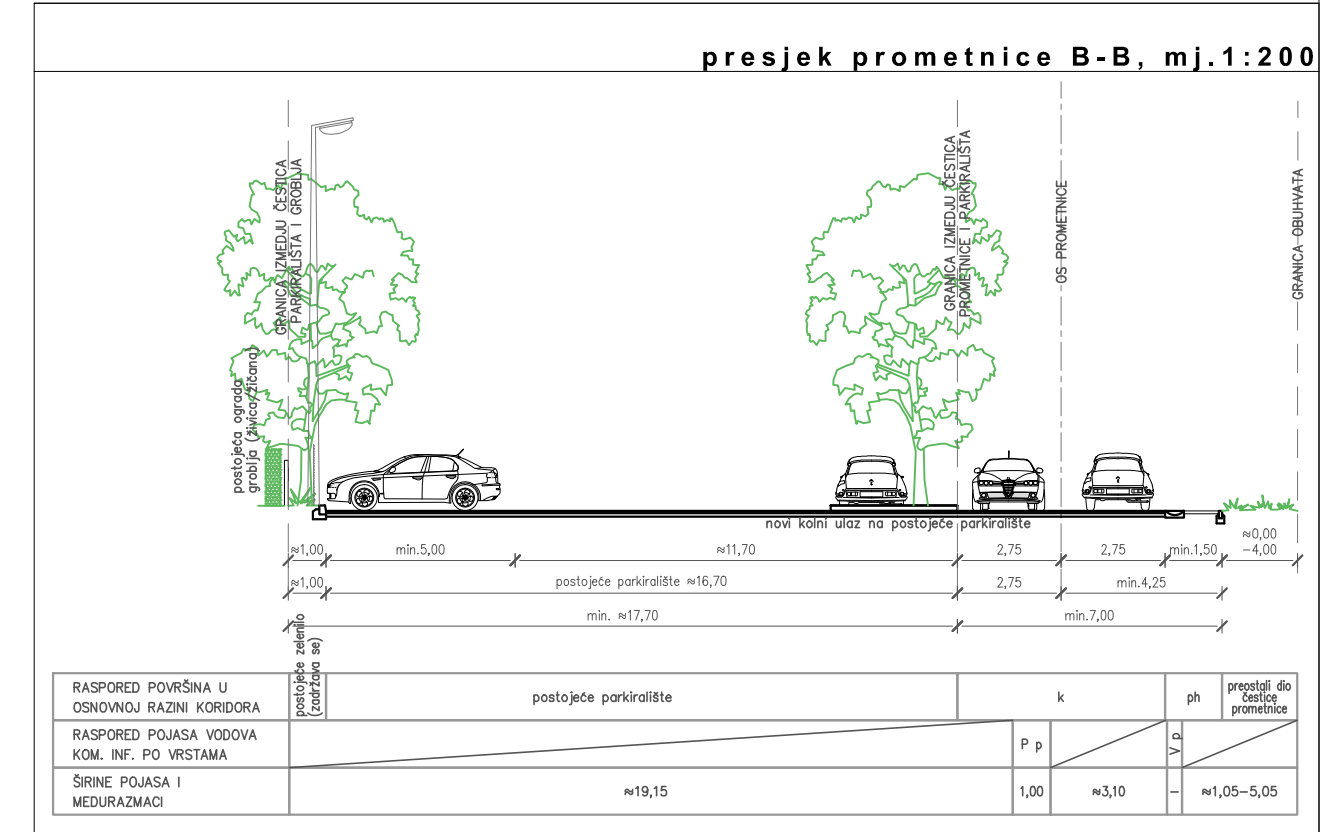 presjek prometnice B-B, mj.1:200
GRANICA IZMEDJU ČESTICA
PARKIRALIŠTA I GROBLJA
GRANICA IZMEDJU ČESTICA
PROMETNICE I PARKIRALIŠTA
OS PROMETNICE
GRANICA OBUHVATA
postojeća ograda
groblja (živica/žičana)
novi kolni ulaz na postojeće parkiralište
≈1,00 min.5,00 ≈11,70 2,75 2,75 min.1,50 ≈0,00
-4,00
≈1,00 postojeće parkiralište ≈16,70 2,75 min.4,25
min. ≈17,70 min.7,00
RASPORED POVRŠINA U
OSNOVNOJ RAZINI KORIDORA
postojeće zelenilo
(zadržava se)
postojeće parkiralište
k
ph
preostali dio
čestice
prometnice
RASPORED POJASA VODOVA
KOM. INF. PO VRSTAMA
P p
V p
ŠIRINE POJASA I
MEDURAZMACI
≈19,15
1,00
≈3,10
–
≈1,05–5,05